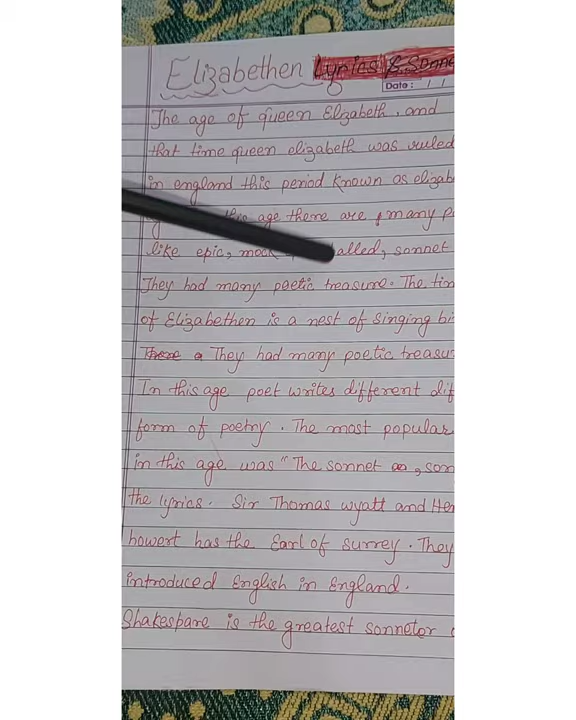 Elizabethen Lyrics & Sonne
Date : / /
The age of queen Elizabeth, and
that time queen elizabeth was ruled
in england this period known as elizab
this age there are many p
like epic, mock alled, sonnet
They had many poetic treasure. The tim
of Elizabethen is a nest of singing bi
There a They had many poetic treasu
In this age poet writes different dif
form of poetry. The most popular
in this age was "The sonnet , son
the lyrics. Sir Thomas wyatt and Hen
howert has the Earl of Surrey. They
introduced English in England.
Shakespare is the greatest sonneter